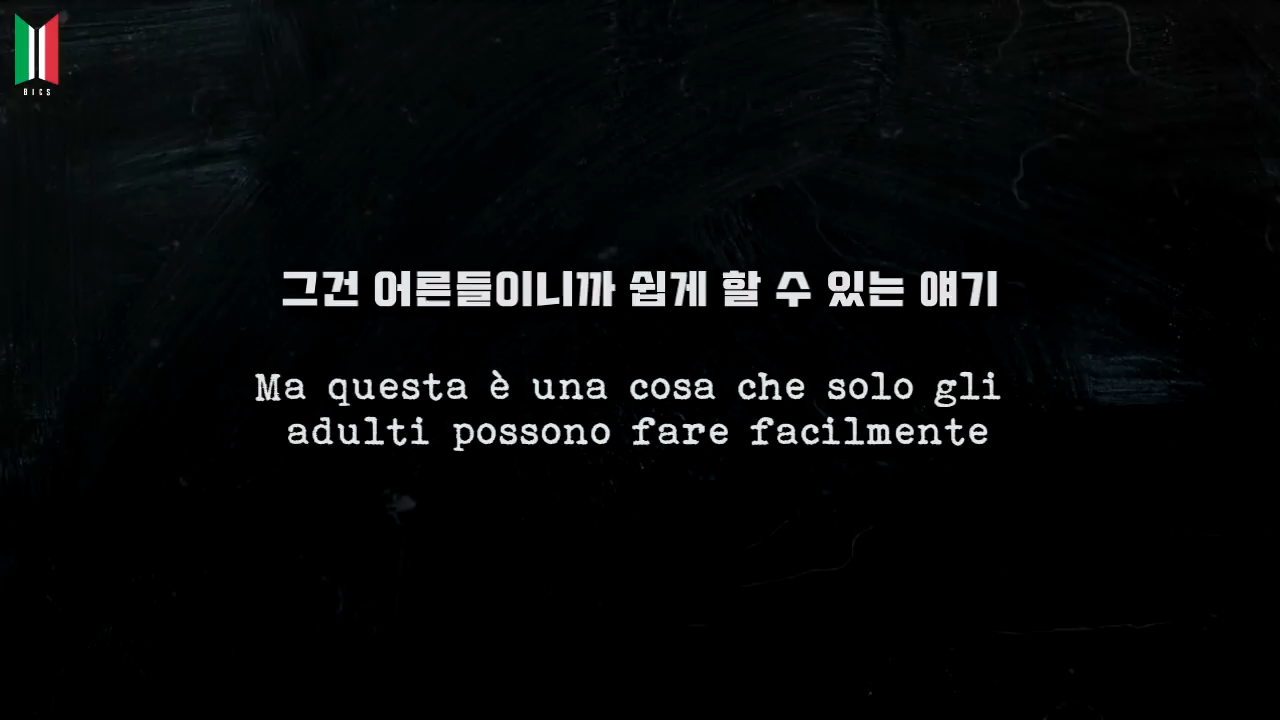 BICS
그건 어른들이니까 쉽게 할 수 있는 얘기
Ma questa è una cosa che solo gli
adulti possono fare facilmente